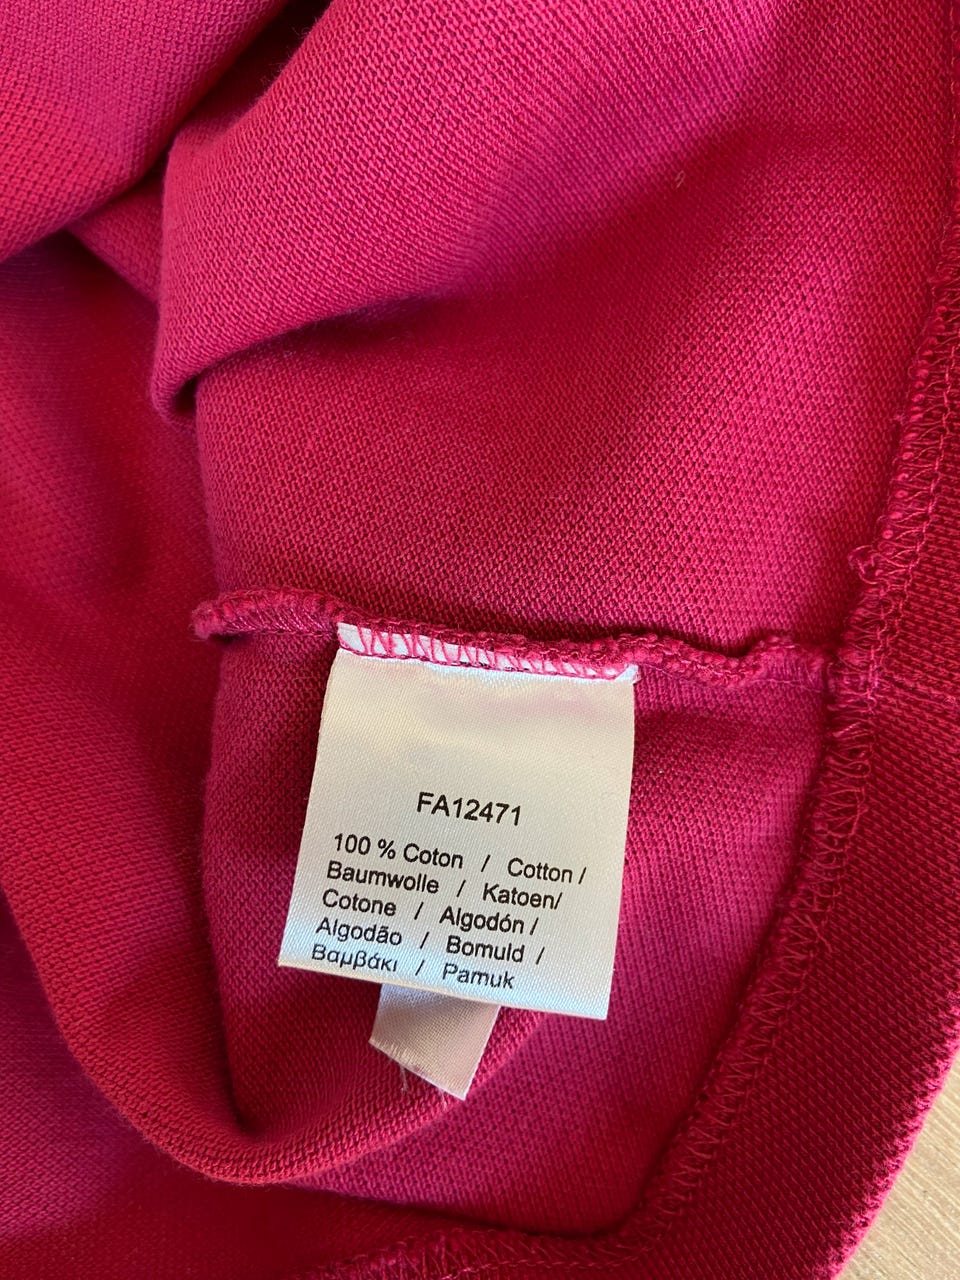 FA12471
100 % Coton / Cotton /
Baumwolle / Katoen/
Cotone / Algodón /
Algodão / Bomuld /
Βαμβάκι / Pamuk